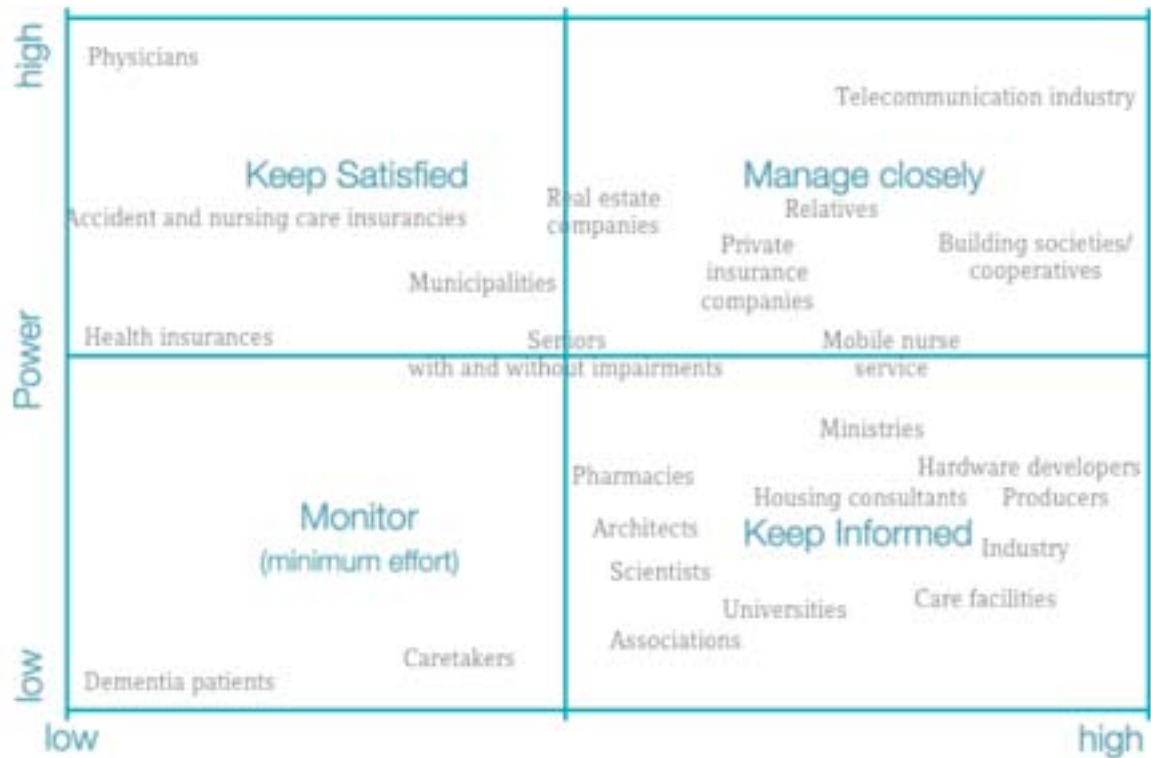 high
Physicians
Telecommunication industry
Keep Satisfied
Manage closely
Real estate
companies
Relatives
Accident and nursing care insurancies
Private
insurance
companies
Building societies/
cooperatives
Municipalities
Health insurances
Seniors
with and without impairments
Mobile nurse
service
Power
Ministries
Pharmacies
Hardware developers
Housing consultants
Producers
Monitor
(minimum effort)
Architects
Keep Informed
Industry
Scientists
Universities
Care facilities
Associations
Caretakers
Dementia patients
low
low
high